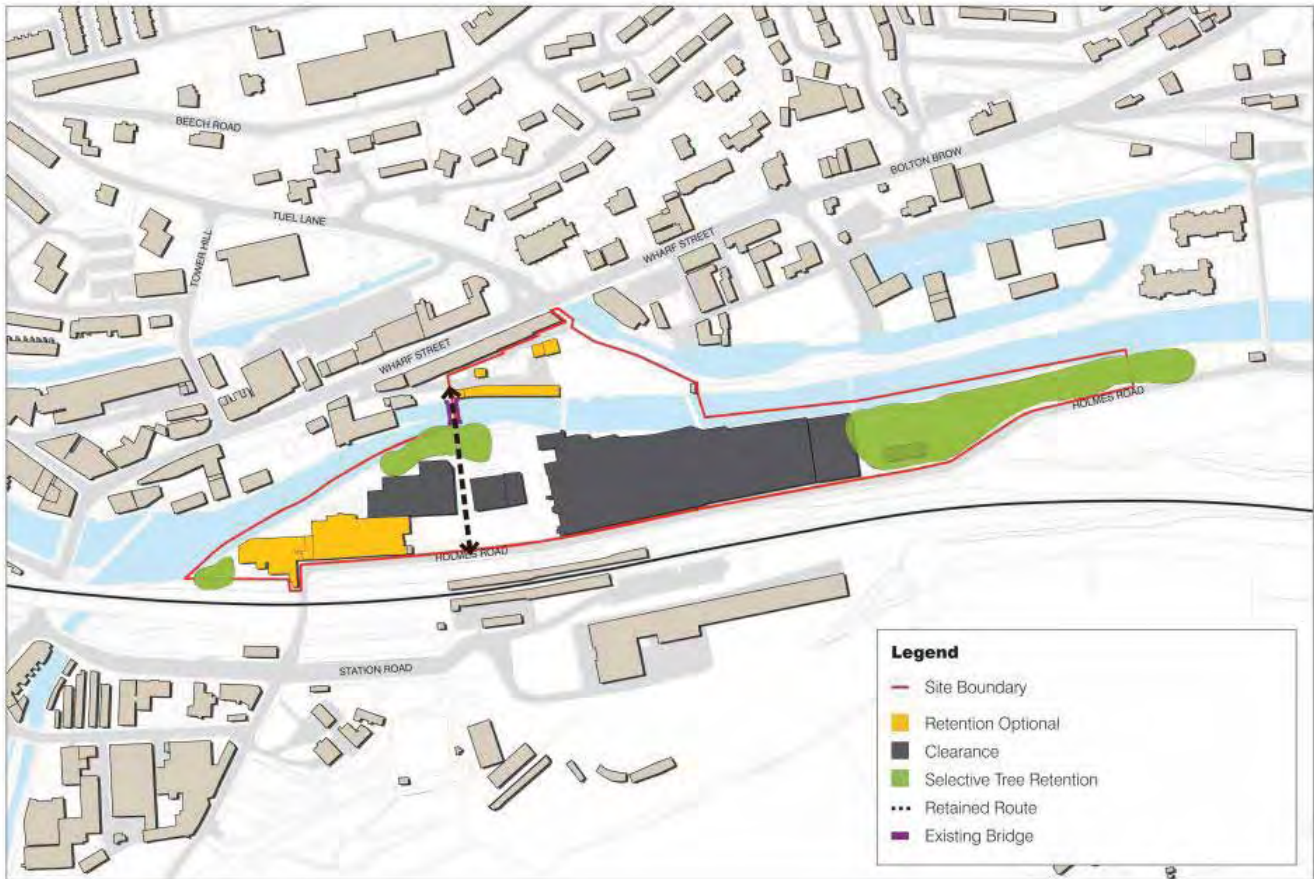 BEECH ROAD
TUEL LANE
TOWER HILL
BOLTON BROW
WHARF STREET
WHARF STREET
HOLMES ROAD
HOLMES ROAD
STATION ROAD
Legend
Site Boundary
Retention Optional
Clearance
Selective Tree Retention
Retained Route
Existing Bridge